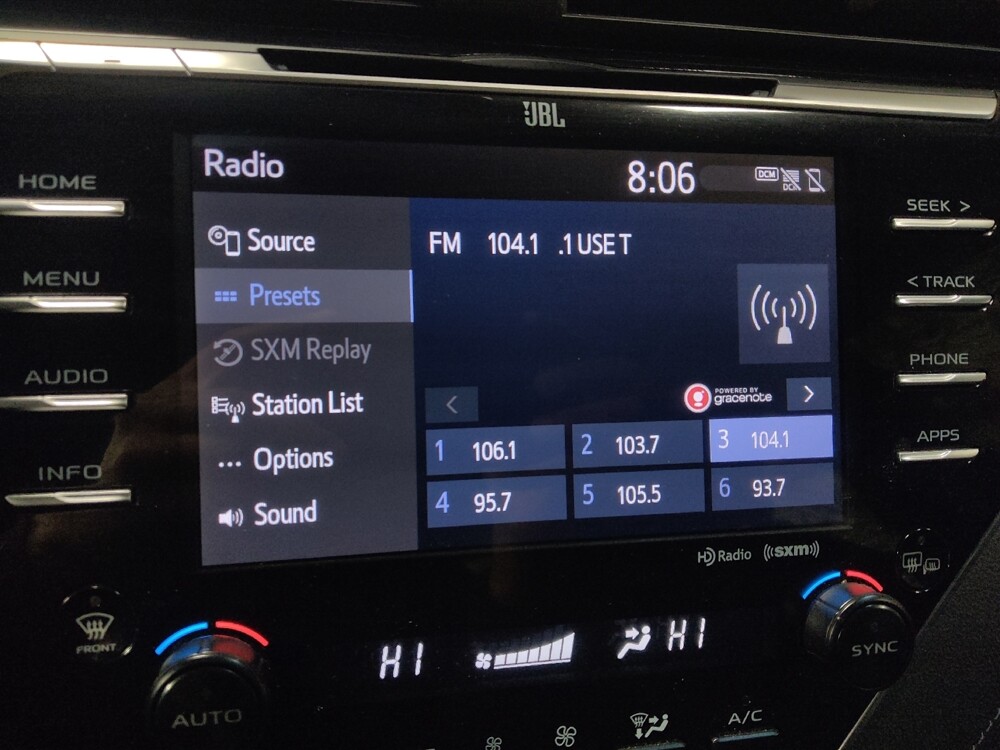 JBL
HOME
MENU
AUDIO
INFO
Radio
8:06
DCM
DCM
Source
Presets
SXM Replay
Station List
Options
Sound
FM 104.1 .1 USE T
POWERED BY
gracenote
1 106.1
2 103.7
3 104.1
4 95.7
5 105.5
6 93.7
HD Radio
((sxm))
SEEK >
< TRACK
PHONE
APPS
FRONT
AUTO
HI
HI
SYNC
A/C